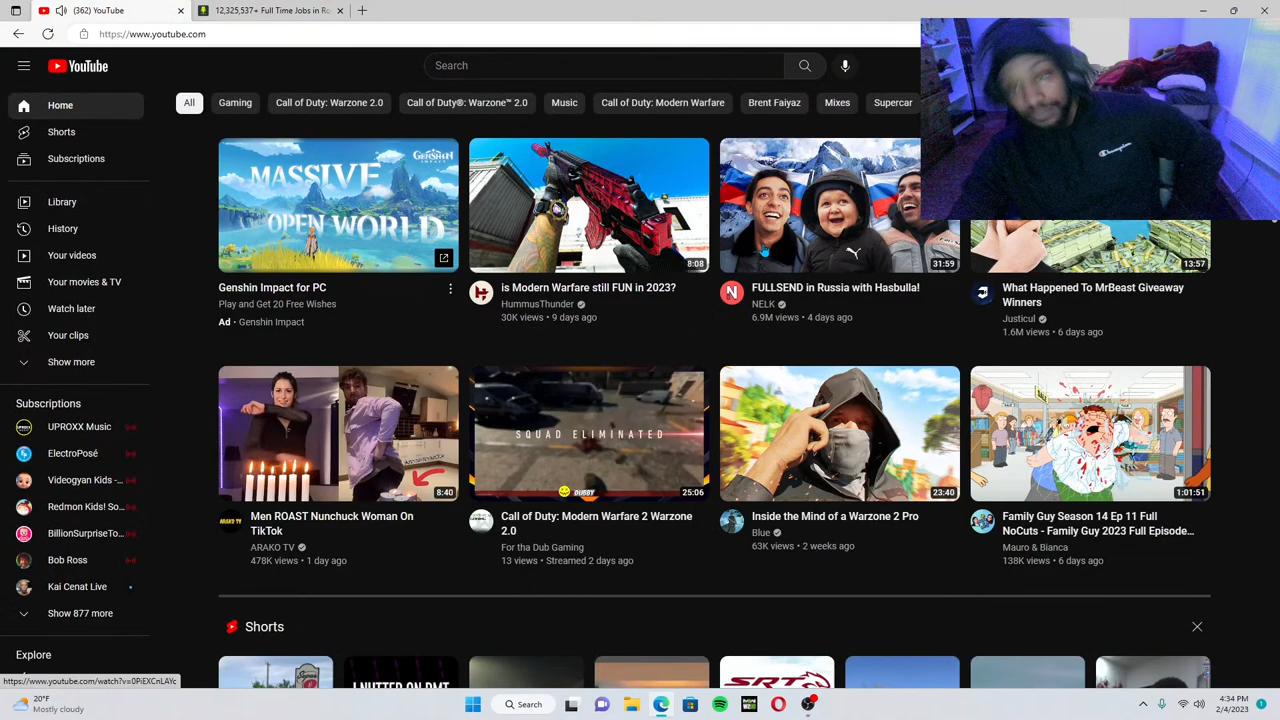 (362) YouTube
12,325,537+ Full Time Jobs in Ro
https://www.youtube.com
YouTube
Search
All
Gaming
Call of Duty: Warzone 2.0
Call of Duty®: Warzone™ 2.0
Music
Call of Duty: Modern Warfare
Brent Faiyaz
Mixes
Supercar
Champion
Home
Shorts
Subscriptions
Library
History
Your videos
Your movies & TV
Watch later
Your clips
Show more
Subscriptions
UPROXX Music
ElectroPosé
Videogyan Kids -...
Redmon Kids! So...
BillionSurpriseTo...
Bob Ross
Kai Cenat Live
Show 877 more
Explore
MASSIVE
OPEN WORLD
GENSHIN
IMPACT
Genshin Impact for PC
Play and Get 20 Free Wishes
Ad · Genshin Impact
8:08
is Modern Warfare still FUN in 2023?
HummusThunder
30K views · 9 days ago
31:59
FULLSEND in Russia with Hasbulla!
NELK
6.9M views · 4 days ago
13:57
What Happened To MrBeast Giveaway
Winners
Justicul
1.6M views · 6 days ago
8:40
Men ROAST Nunchuck Woman On
TikTok
ARAKO TV
478K views · 1 day ago
SQUAD ELIMINATED
DUBBY
25:06
Call of Duty: Modern Warfare 2 Warzone
2.0
For tha Dub Gaming
13 views · Streamed 2 days ago
23:40
Inside the Mind of a Warzone 2 Pro
Blue
63K views · 2 weeks ago
1:01:51
Family Guy Season 14 Ep 11 Full
NoCuts - Family Guy 2023 Full Episode...
Mauro & Bianca
138K views · 6 days ago
Shorts
I NUTTER ON DMT
SRT
https://www.youtube.com/watch?v=0PiEXCnLAYc
20°F
Mostly cloudy
Search
4:34 PM
2/4/2023
1